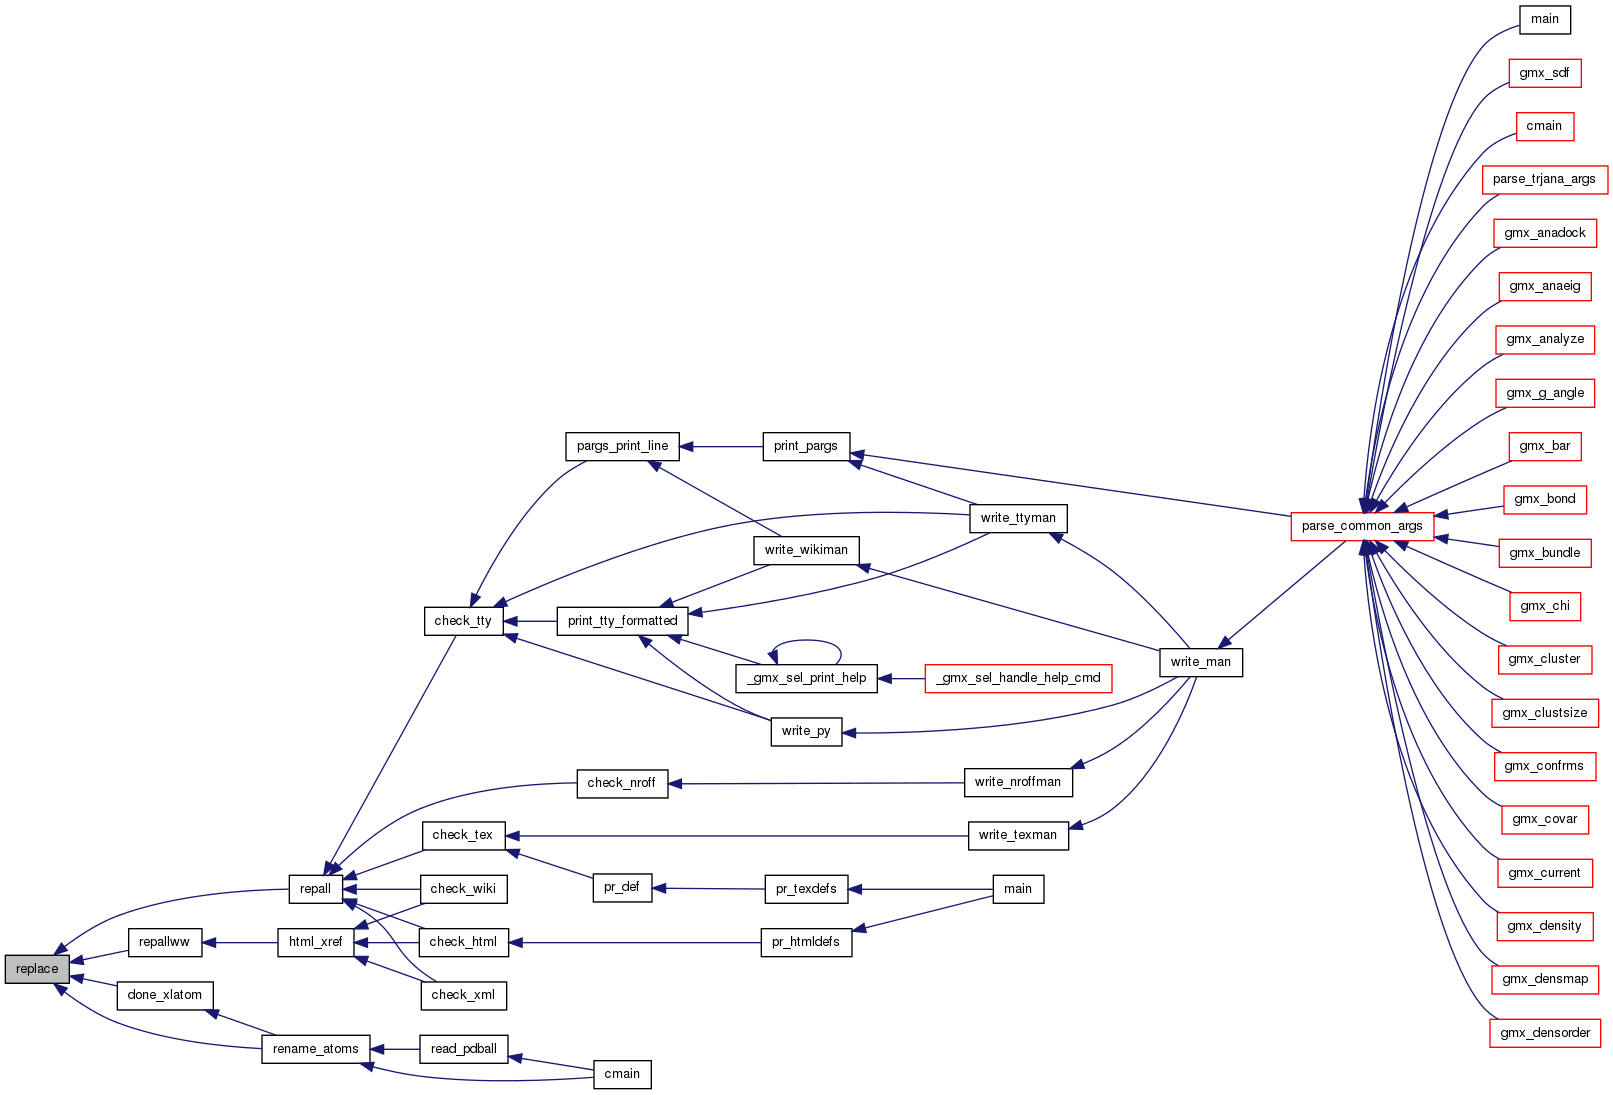 main
gmx_sdf
cmain
parse_trjana_args
gmx_anadock
gmx_anaeig
gmx_analyze
gmx_g_angle
pargs_print_line
print_pargs
gmx_bar
gmx_bond
write_ttyman
parse_common_args
write_wikiman
gmx_bundle
gmx_chi
check_tty
print_tty_formatted
write_man
gmx_cluster
_gmx_sel_print_help
_gmx_sel_handle_help_cmd
gmx_clustsize
write_py
gmx_confrms
check_nroff
write_nroffman
gmx_covar
check_tex
write_texman
gmx_current
repall
check_wiki
pr_def
pr_texdefs
main
gmx_density
repallww
html_xref
check_html
pr_htmldefs
replace
gmx_densmap
done_xlatom
check_xml
gmx_densorder
rename_atoms
read_pdball
cmain